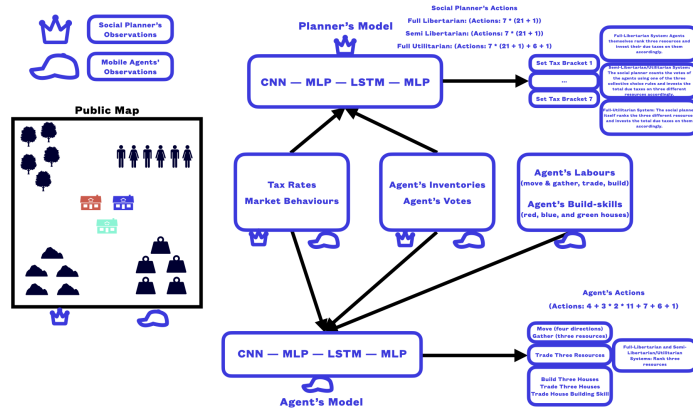 Social Planner's
Observations
Mobile Agents'
Observations
Public Map
Planner's Model
CNN — MLP — LSTM — MLP
Social Planner's Actions
Full Libertarian: (Actions: 7 * (21 + 1))
Semi Libertarian: (Actions: 7 * (21 + 1))
Full Utilitarian: (Actions: 7 * (21 + 1) + 6 + 1)
Set Tax Bracket 1
...
Set Tax Bracket 7
Full-Libertarian System: Agents
themselves rank three resources and
invest their due taxes on them
accordingly.
Semi-Libertarian/Utilitarian System:
The social planner counts the votes of
the agents using one of the three
collective choice rules and invests the
total due taxes on three different
resources accordingly.
Full-Utilitarian System: The social planner
itself ranks the three different resources
and invests the total due taxes on them
accordingly.
Tax Rates
Market Behaviours
Agent's Inventories
Agent's Votes
Agent's Labours
(move & gather, trade, build)
Agent's Build-skills
(red, blue, and green houses)
CNN — MLP — LSTM — MLP
Agent's Model
Agent's Actions
(Actions: 4 + 3 * 2 * 11 + 7 + 6 + 1)
Move (four directions)
Gather (three resources)
Trade Three Resources
Build Three Houses
Trade Three Houses
Trade House Building Skill
Full-Libertarian and Semi-
Libertarian/Utilitarian
Systems: Rank three
resources